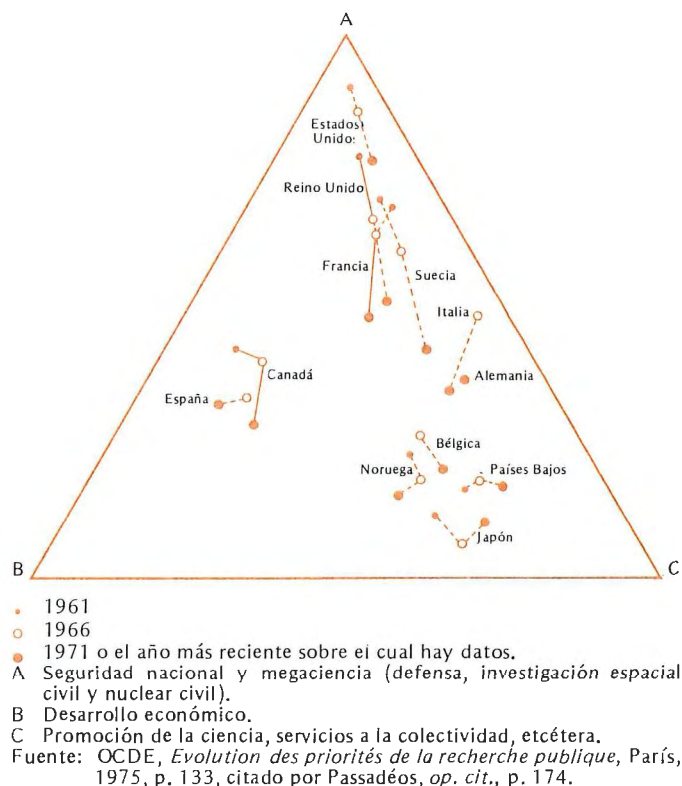 A
Estados
Unidos
Reino Unido
Francia
Suecia
Italia
Canadá
Alemania
España
Bélgica
Noruega
Países Bajos
Japón
B
C
1961
1966
1971 o el año más reciente sobre el cual hay datos.
A Seguridad nacional y megaciencia (defensa, investigación espacial
civil y nuclear civil).
B Desarrollo económico.
C Promoción de la ciencia, servicios a la colectividad, etcétera.
Fuente: OCDE, Evolution des priorités de la recherche publique, París,
1975, p. 133, citado por Passadéos, op. cit., p. 174.